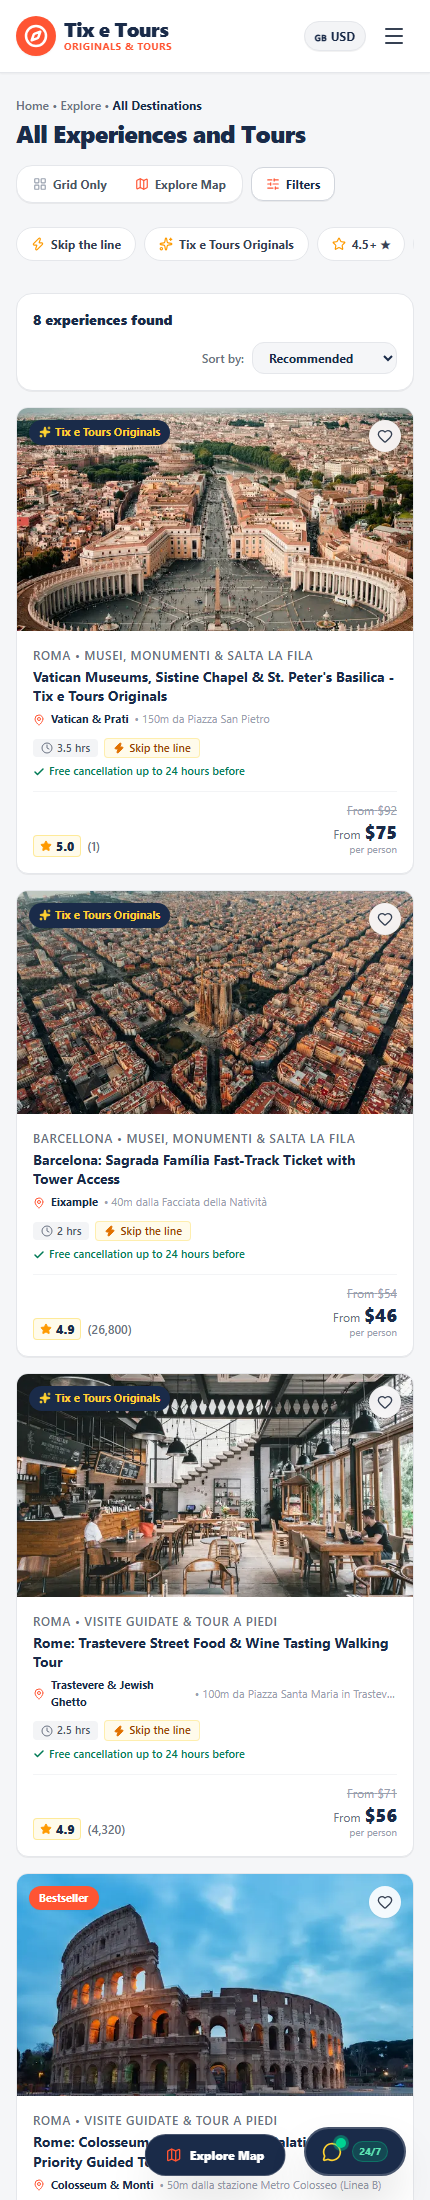 Tix e Tours
ORIGINALS & TOURS
GB USD
Home • Explore • All Destinations
All Experiences and Tours
Grid Only
Explore Map
Filters
Skip the line
Tix e Tours Originals
4.5+ ★
8 experiences found
Sort by:
Recommended
Tix e Tours Originals
ROMA • MUSEI, MONUMENTI & SALTA LA FILA
Vatican Museums, Sistine Chapel & St. Peter's Basilica -
Tix e Tours Originals
Vatican & Prati • 150m da Piazza San Pietro
3.5 hrs
Skip the line
Free cancellation up to 24 hours before
From $92
5.0 (1)
From $75
per person
Tix e Tours Originals
BARCELLONA • MUSEI, MONUMENTI & SALTA LA FILA
Barcelona: Sagrada Família Fast-Track Ticket with
Tower Access
Eixample • 40m dalla Facciata della Natività
2 hrs
Skip the line
Free cancellation up to 24 hours before
From $54
4.9 (26,800)
From $46
per person
Tix e Tours Originals
ROMA • VISITE GUIDATE & TOUR A PIEDI
Rome: Trastevere Street Food & Wine Tasting Walking
Tour
Trastevere & Jewish
Ghetto
• 100m da Piazza Santa Maria in Trastev...
2.5 hrs
Skip the line
Free cancellation up to 24 hours before
From $71
4.9 (4,320)
From $56
per person
Bestseller
ROMA • VISITE GUIDATE & TOUR A PIEDI
Rome: Colosseum
Priority Guided
Explore Map
24/7
Colosseum & Monti • 50m dalla stazione Metro Colosseo (Linea B)